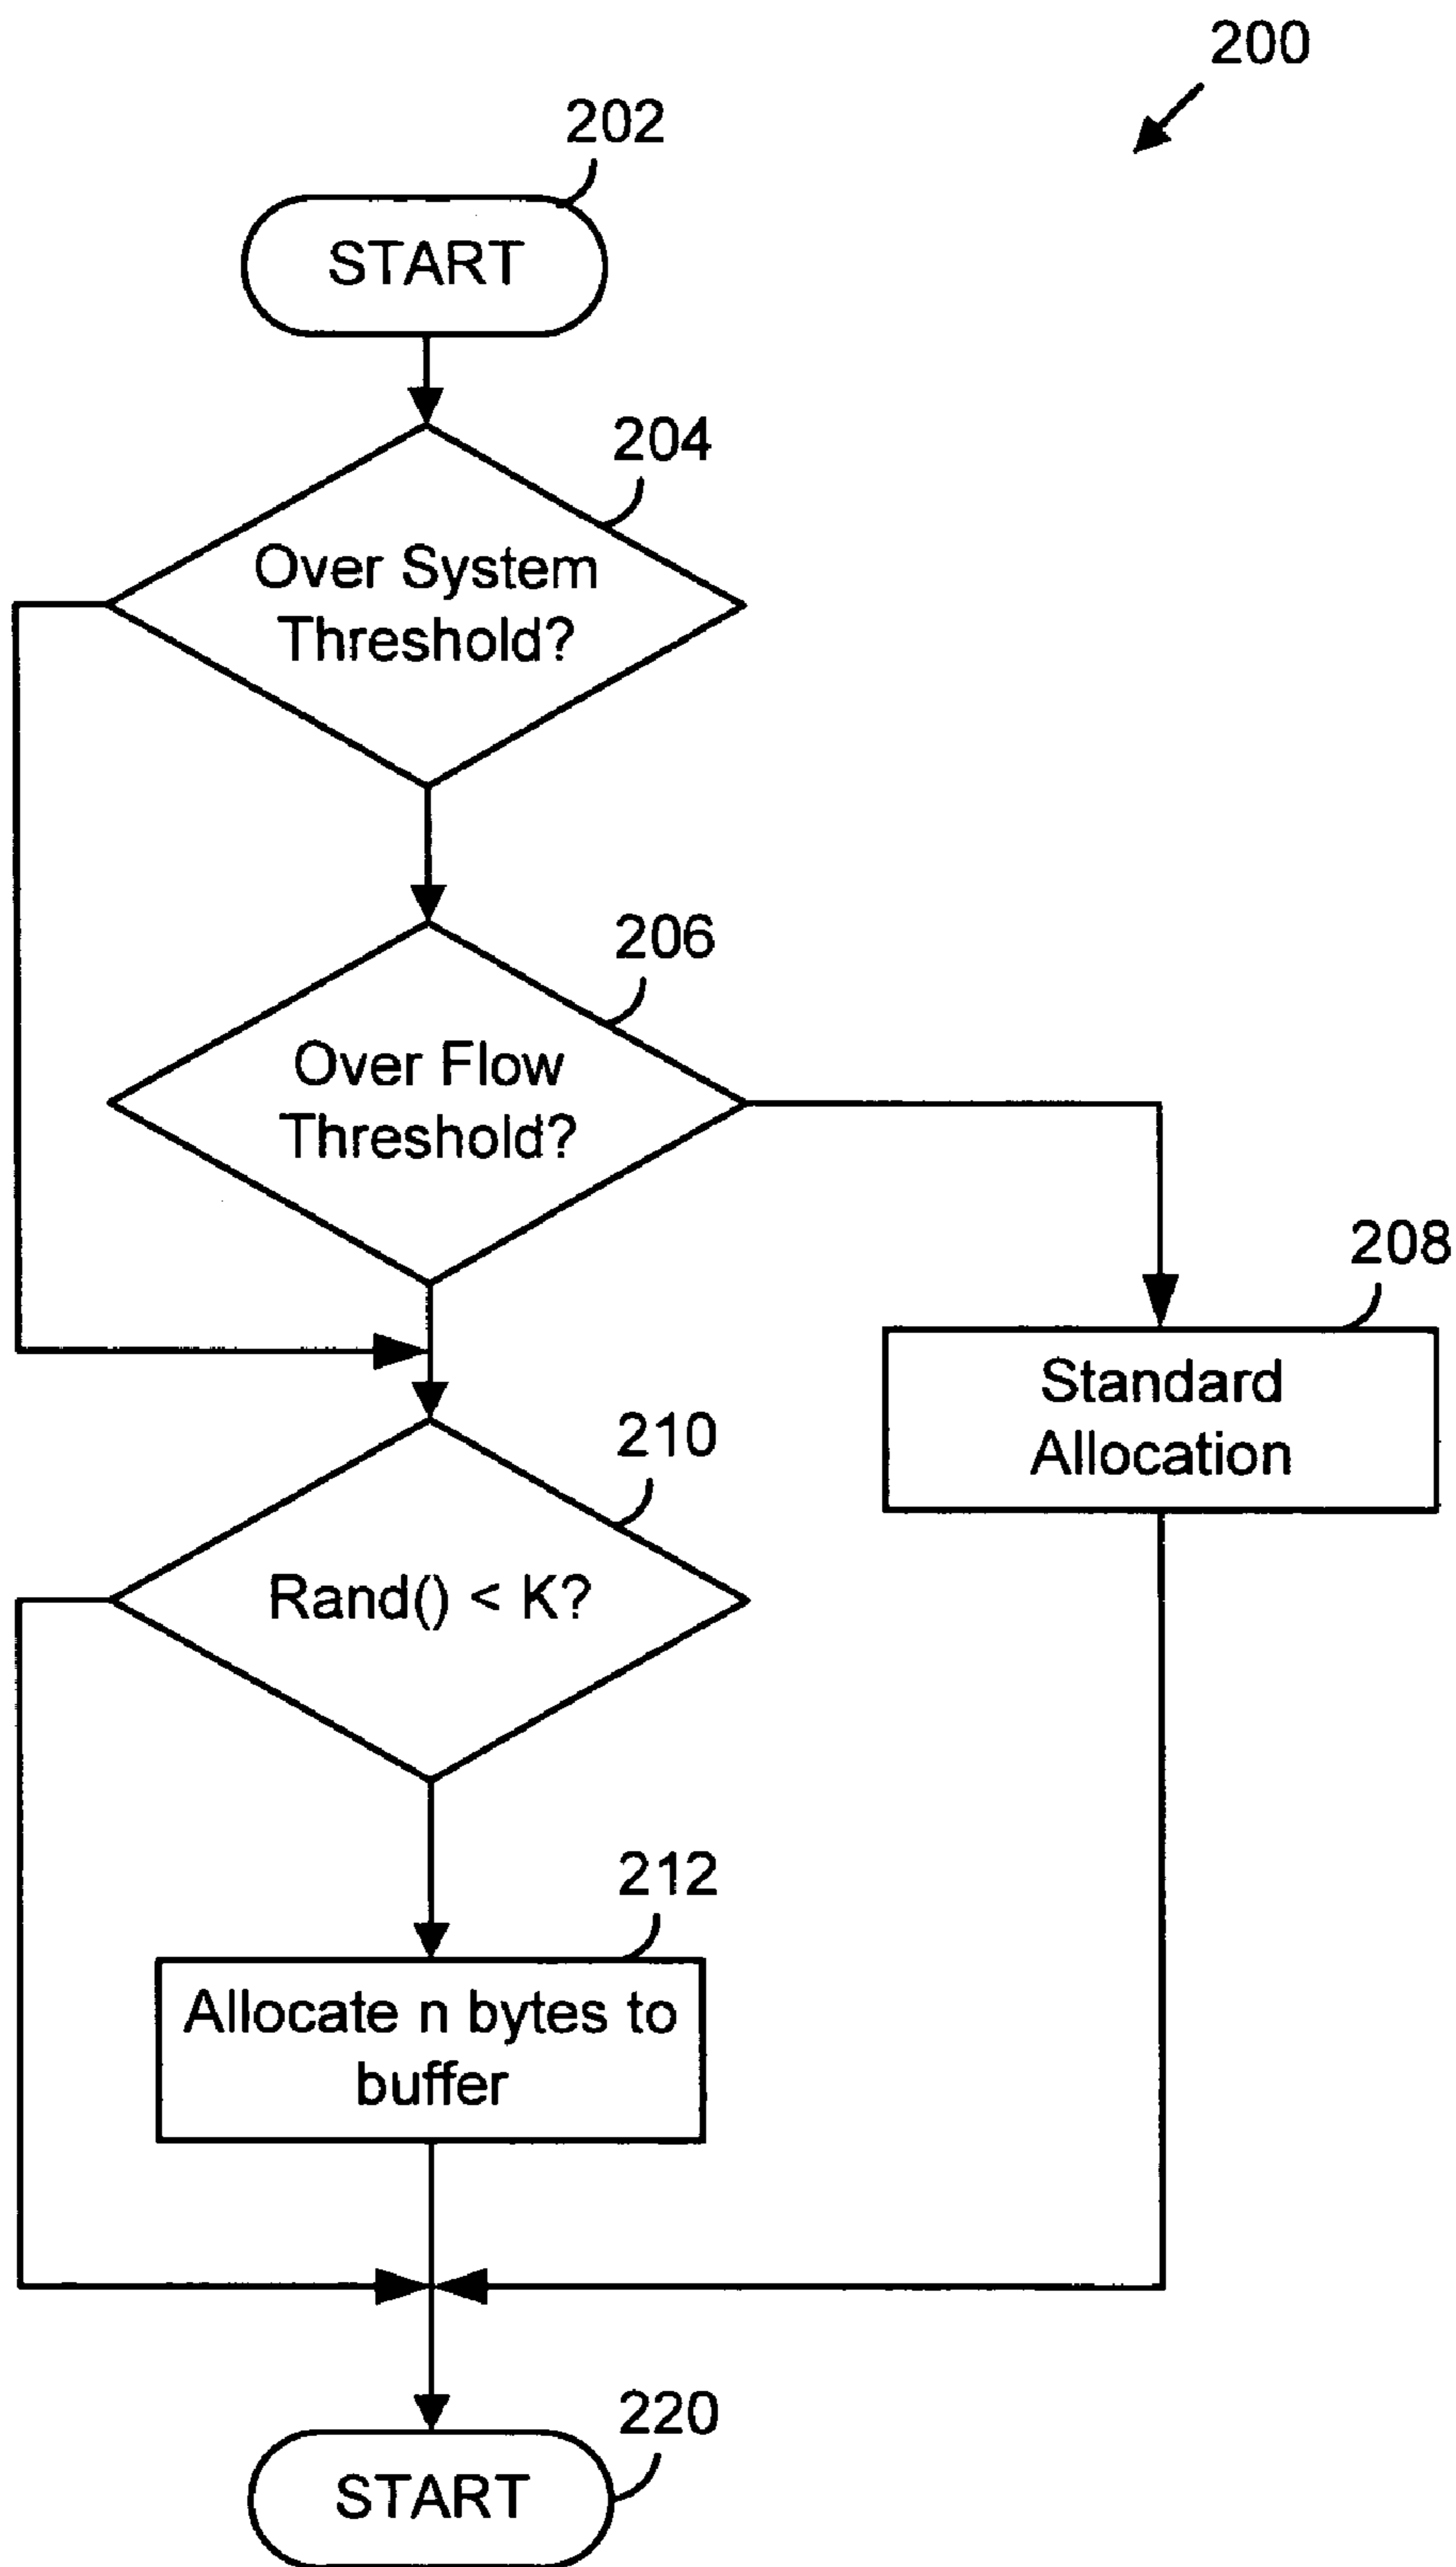 200
202
START
204
Over System
Threshold?
206
Over Flow
Threshold?
208
Standard
Allocation
210
Rand() < K?
212
Allocate n bytes to
buffer
220
START